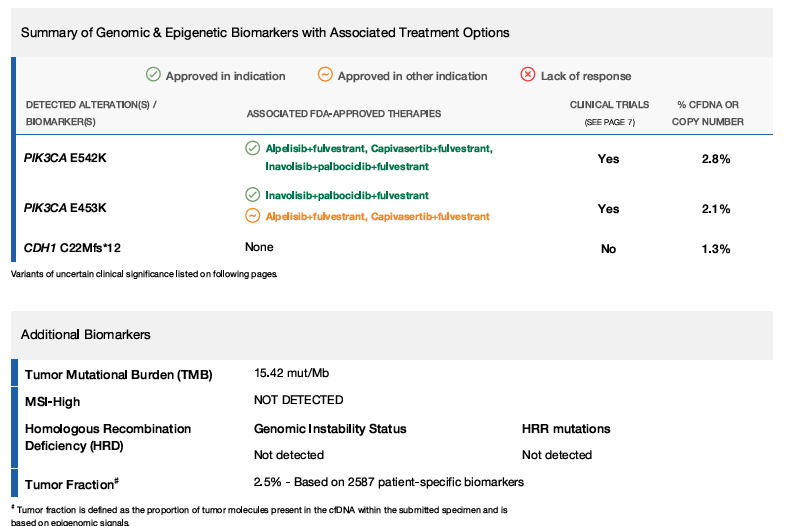 Summary of Genomic & Epigenetic Biomarkers with Associated Treatment Options
Approved in indication Approved in other indication Lack of response
DETECTED ALTERATION(S) / BIOMARKER(S) ASSOCIATED FDA-APPROVED THERAPIES CLINICAL TRIALS (SEE PAGE 7) % CFDNA OR COPY NUMBER
PIK3CA E542K Alpelisib+fulvestrant, Capivasertib+fulvestrant,
Inavolisib+palbociclib+fulvestrant Yes 2.8%
PIK3CA E453K Inavolisib+palbociclib+fulvestrant
Alpelisib+fulvestrant, Capivasertib+fulvestrant Yes 2.1%
CDH1 C22Mfs*12 None No 1.3%
Variants of uncertain clinical significance listed on following pages.
Additional Biomarkers
Tumor Mutational Burden (TMB) 15.42 mut/Mb
MSI-High NOT DETECTED
Homologous Recombination Deficiency (HRD) Genomic Instability Status HRR mutations
Not detected Not detected
Tumor Fraction# 2.5% - Based on 2587 patient-specific biomarkers
# Tumor fraction is defined as the proportion of tumor molecules present in the cfDNA within the submitted specimen and is
based on epigenomic signals.